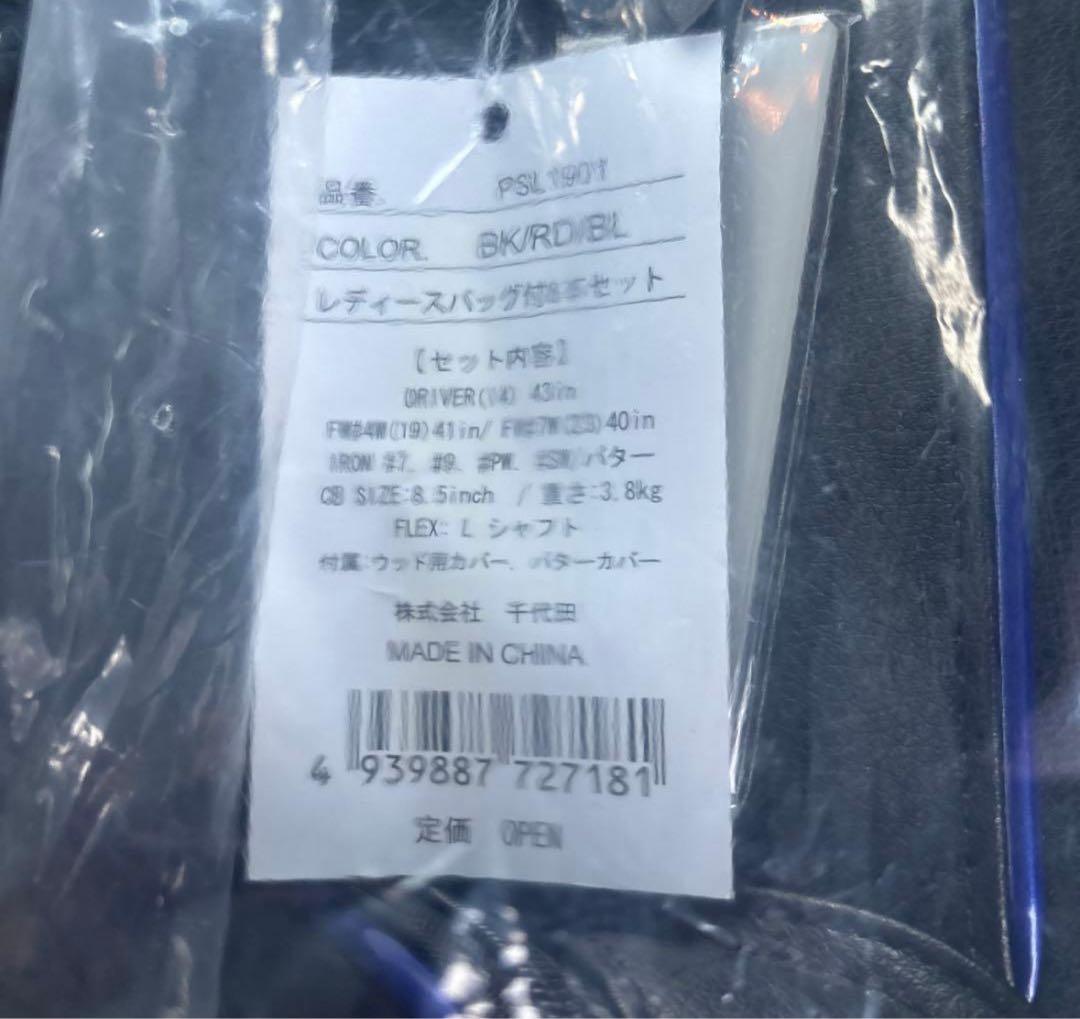 品番 PSL1901
COLOR. BK/RD/BL
レディースバッグ付8本セット
【セット内容】
DRIVER(14) 43in
FW#4W(19)41in/ FW#7W(23)40in
IRON #7、#9、#PW、#SW/パター
CB SIZE:8.5inch / 重さ:3.8kg
FLEX: L シャフト
付属:ウッド用カバー、パターカバー
株式会社 千代田
MADE IN CHINA
4 939887 727181
定価 OPEN